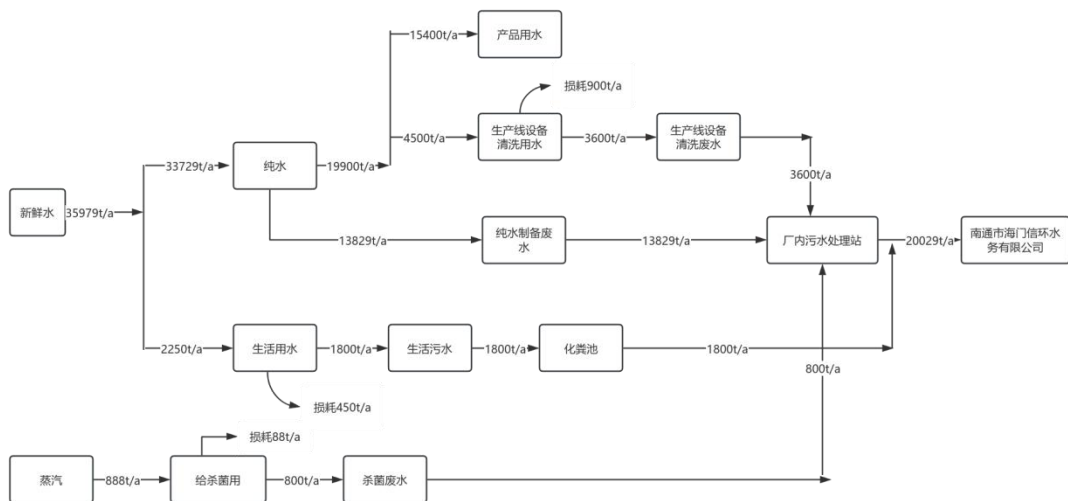 15400t/a
产品用水
损耗900t/a
4500t/a
生产线设备
清洗用水
3600t/a
生产线设备
清洗废水
33729t/a
纯水
19900t/a
3600t/a
新鲜水
35979t/a
13829t/a
纯水制备废
水
13829t/a
厂内污水处理站
20029t/a
南通市海门信环水
务有限公司
2250t/a
生活用水
1800t/a
生活污水
1800t/a
化粪池
1800t/a
800t/a
损耗450t/a
损耗88t/a
蒸汽
888t/a
给杀菌用
800t/a
杀菌废水